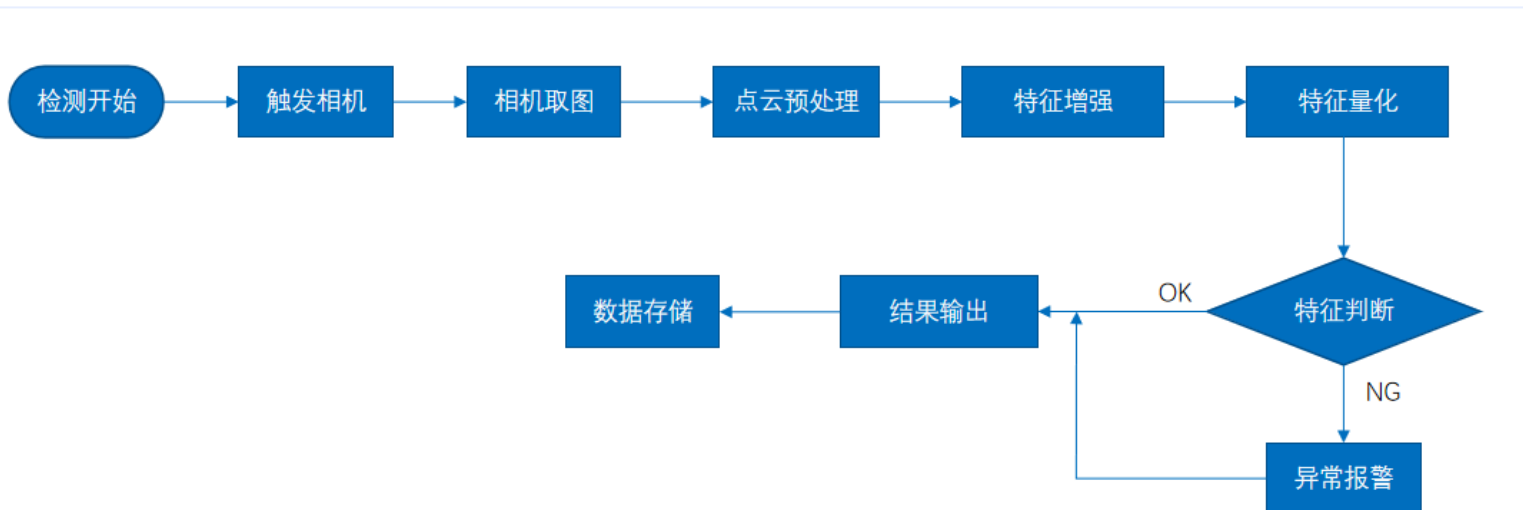 检测开始
触发相机
相机取图
点云预处理
特征增强
特征量化
特征判断
OK
结果输出
数据存储
NG
异常报警